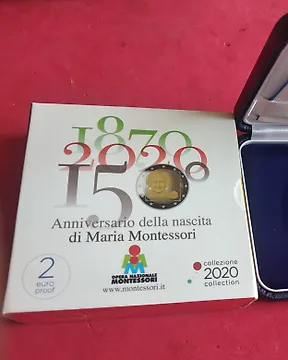 1870
2020
150°
Anniversario della nascita
di Maria Montessori
2
euro
proof
OPERA NAZIONALE
MONTESSORI
www.montessori.it
collezione
2020
collection